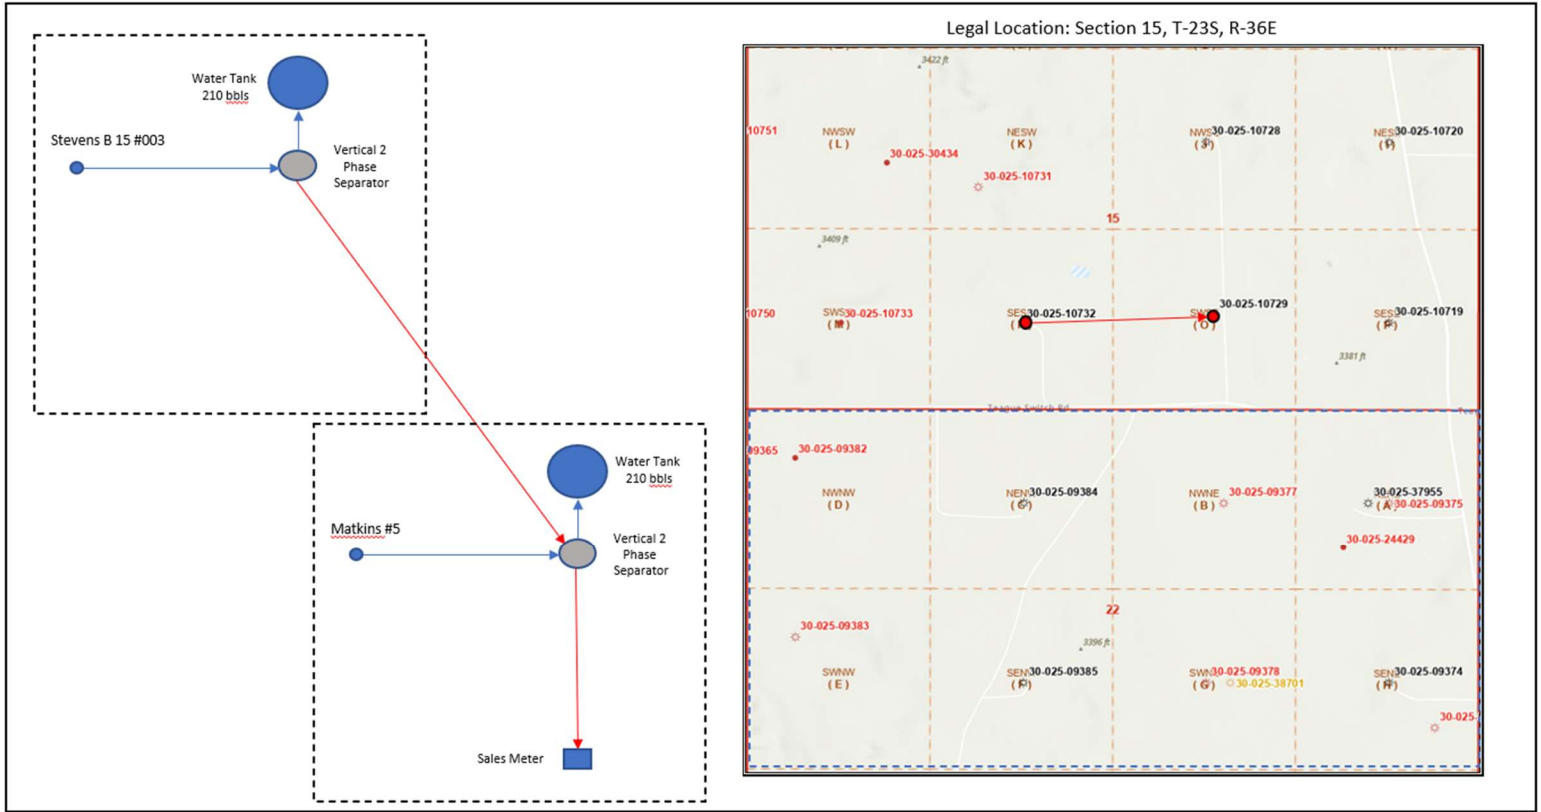 Legal Location: Section 15, T-23S, R-36E
Water Tank
210 bbls
Stevens B 15 #003
Vertical 2
Phase
Separator
Water Tank
210 bbls
Matkins #5
Vertical 2
Phase
Separator
Sales Meter
3422 ft
10751
NWSW
(L)
30-025-30434
NESW
(K)
30-025-10731
30-025-10728
30-025-10720
15
3409 ft
10750
30-025-10733
(M)
30-025-10732
30-025-10729
(O)
30-025-10719
(P)
3381 ft
Teague Switch Rd
09365
30-025-09382
NWNW
(D)
30-025-09384
NWNE
(B)
30-025-09377
30-025-37955
(A)
30-025-09375
30-025-24429
22
30-025-09383
3396 ft
SWNW
(E)
30-025-09385
(F)
30-025-09378
(G)
30-025-38701
30-025-09374
(H)
30-025-